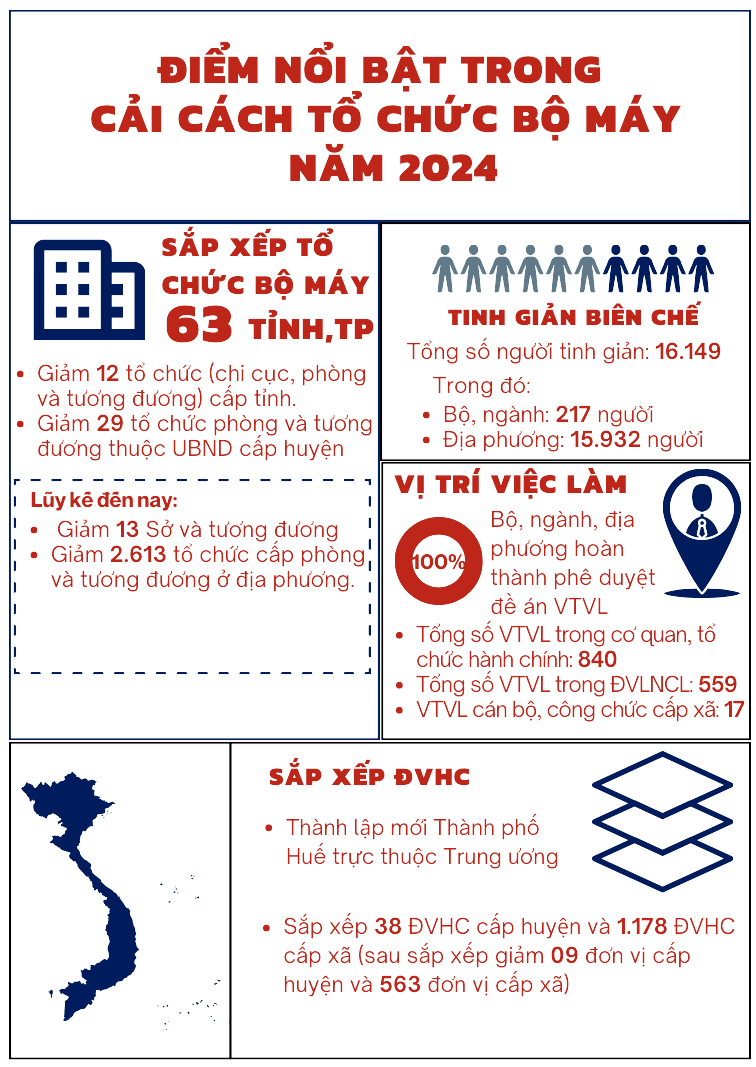 ĐIỂM NỔI BẬT TRONG
CẢI CÁCH TỔ CHỨC BỘ MÁY
NĂM 2024
SẮP XẾP TỔ
CHỨC BỘ MÁY
63 TỈNH,TP
• Giảm 12 tổ chức (chi cục, phòng
và tương đương) cấp tỉnh.
• Giảm 29 tổ chức phòng và tương
đương thuộc UBND cấp huyện
Lũy kế đến nay:
• Giảm 13 Sở và tương đương
• Giảm 2.613 tổ chức cấp phòng
và tương đương ở địa phương.
TINH GIẢN BIÊN CHẾ
Tổng số người tinh giản: 16.149
Trong đó:
• Bộ, ngành: 217 người
• Địa phương: 15.932 người
VỊ TRÍ VIỆC LÀM
100%
Bộ, ngành, địa
phương hoàn
thành phê duyệt
đề án VTVL
• Tổng số VTVL trong cơ quan, tổ
chức hành chính: 840
• Tổng số VTVL trong ĐVLNCL: 559
• VTVL cán bộ, công chức cấp xã: 17
SẮP XẾP ĐVHC
• Thành lập mới Thành phố
Huế trực thuộc Trung ương
• Sắp xếp 38 ĐVHC cấp huyện và 1.178 ĐVHC
cấp xã (sau sắp xếp giảm 09 đơn vị cấp
huyện và 563 đơn vị cấp xã)